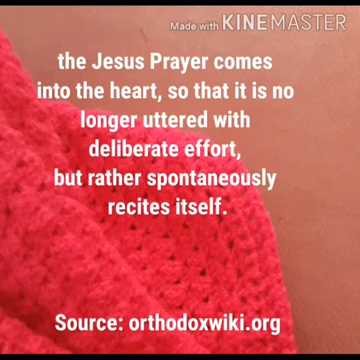 Made with KINEMASTER
the Jesus Prayer comes
into the heart, so that it is no
longer uttered with
deliberate effort,
but rather spontaneously
recites itself.
Source: orthodoxwiki.org